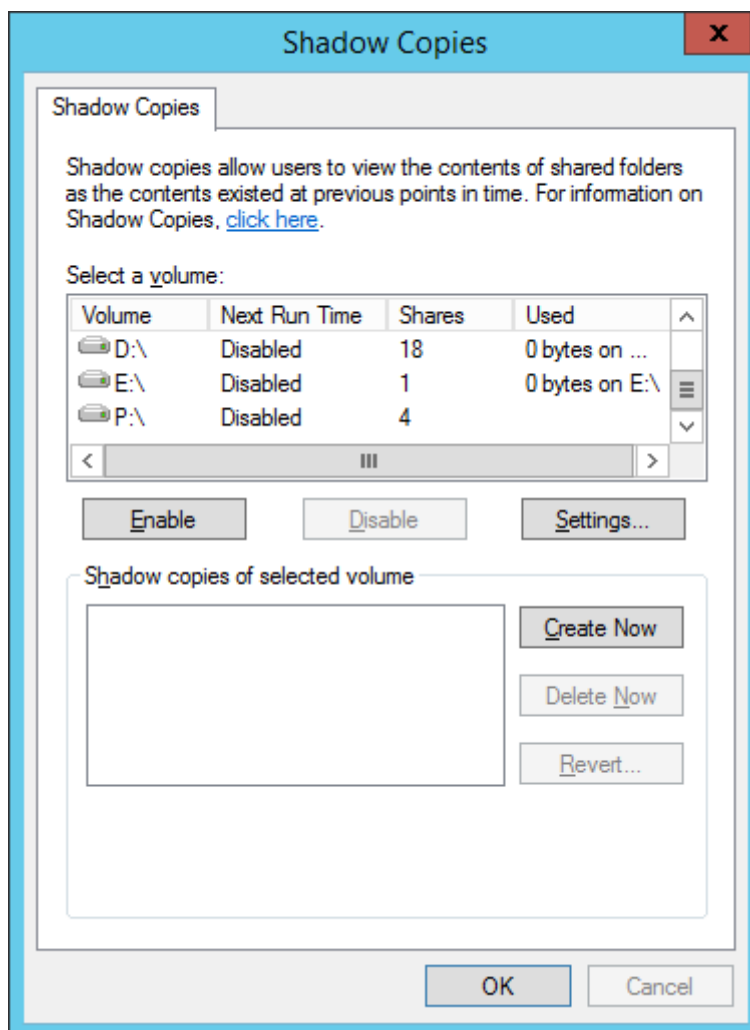 Shadow Copies
x
Shadow Copies
Shadow copies allow users to view the contents of shared folders
as the contents existed at previous points in time. For information on
Shadow Copies, click here.
Select a volume:
Volume Next Run Time Shares Used
D:\ Disabled 18 0 bytes on ...
E:\ Disabled 1 0 bytes on E:\
P:\ Disabled 4
Enable Disable Settings...
Shadow copies of selected volume
Create Now
Delete Now
Revert...
OK Cancel